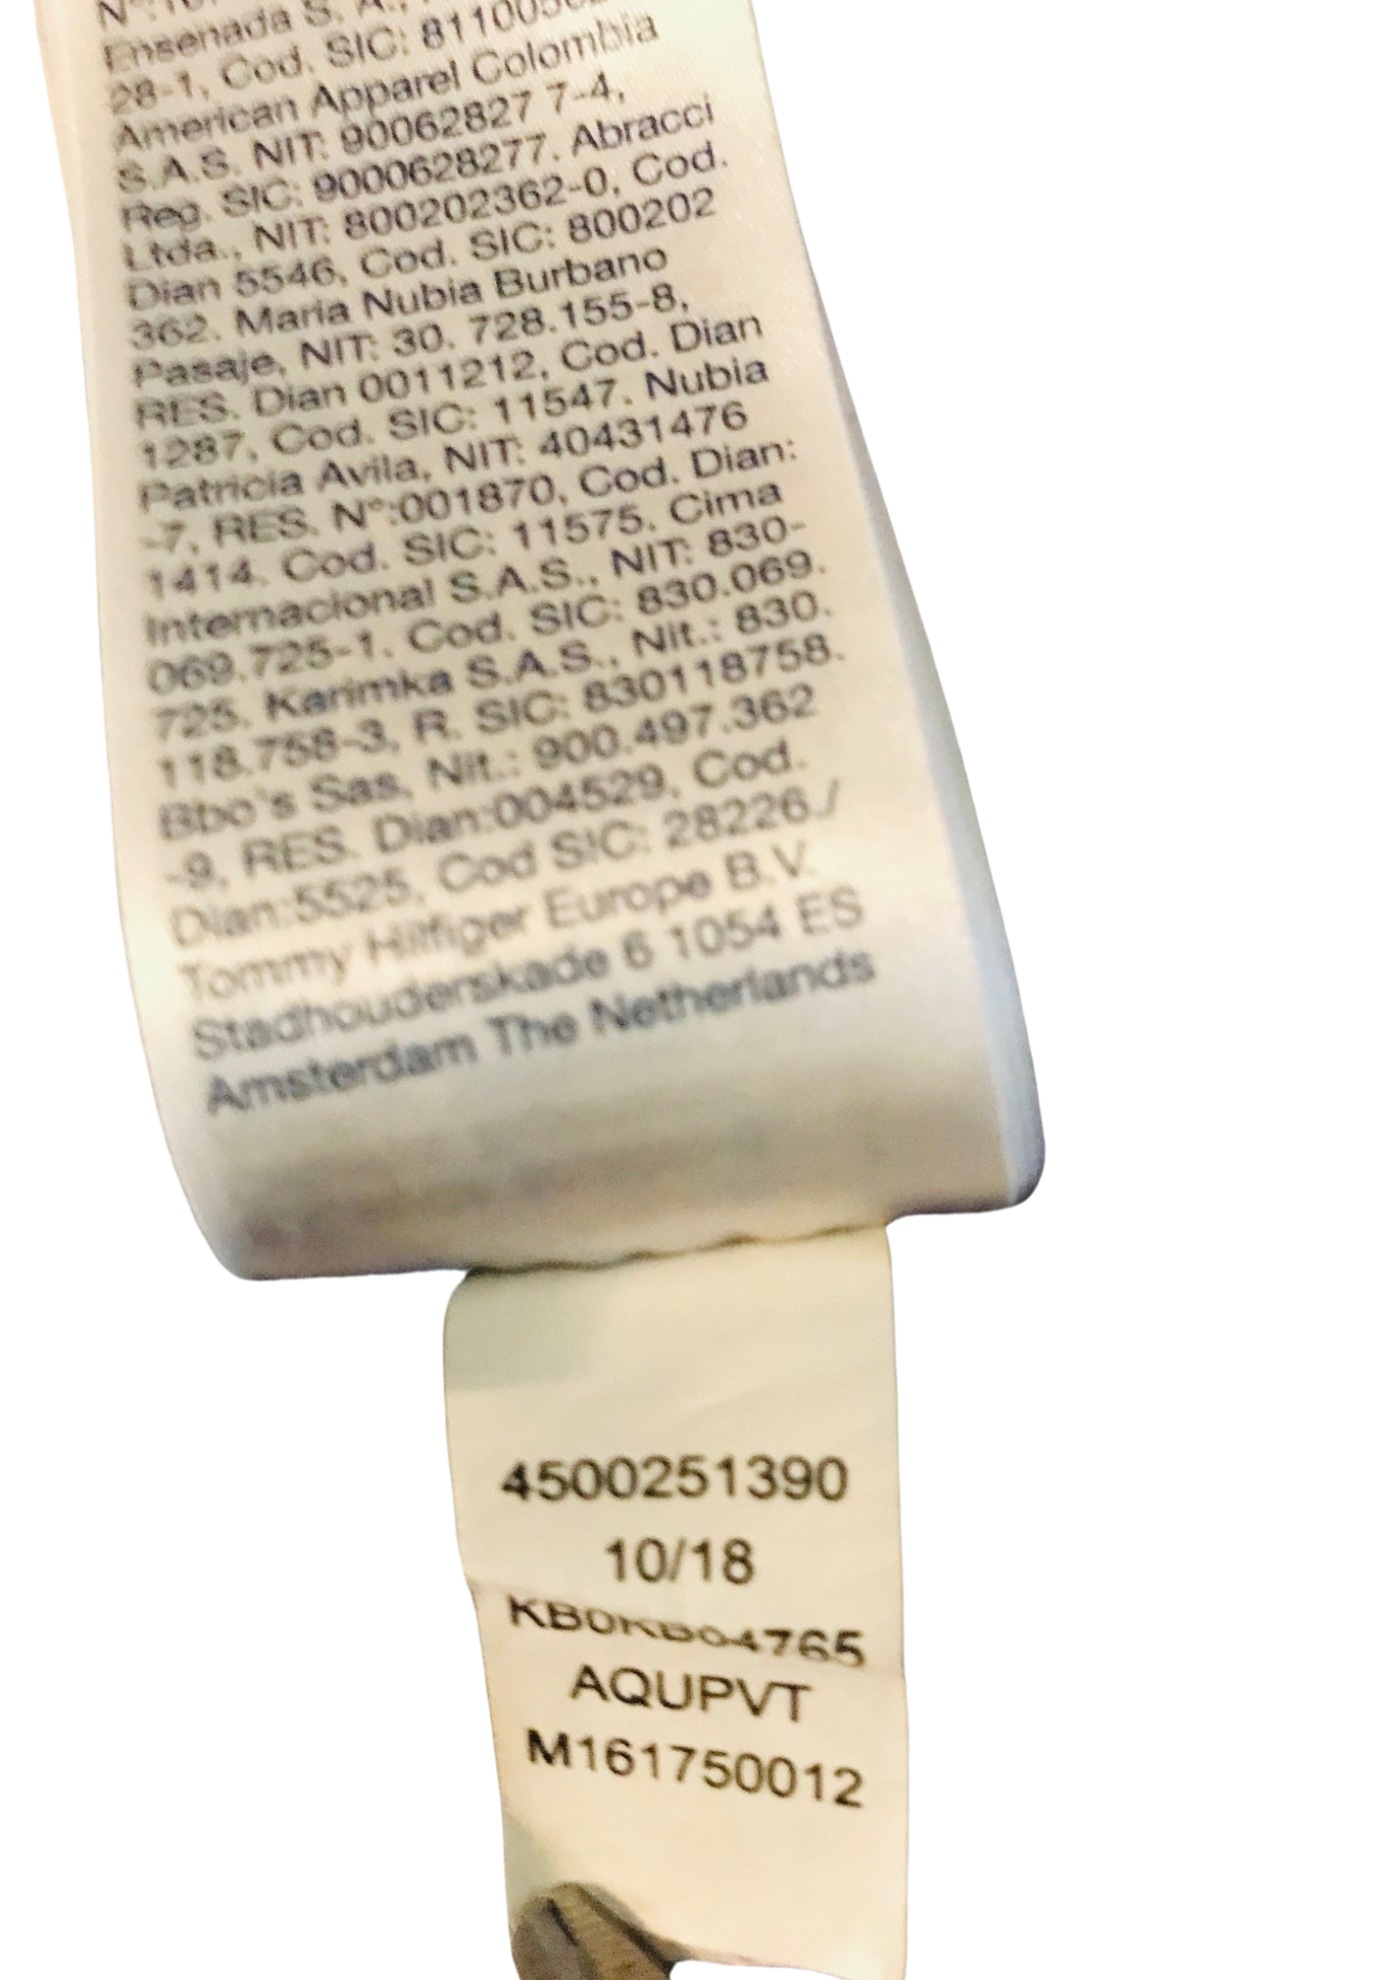 Ensenada S. A.,
28-1, Cod. SIC:
American Apparel Colombia
S.A.S. NIT: 90062827 7-4,
Reg. SIC: 9000628277. Abracci
Ltda., NIT: 800202362-0, Cod.
Dian 5546, Cod. SIC: 800202
362. Maria Nubia Burbano
Pasaje, NIT: 30. 728.155-8,
RES. Dian 0011212, Cod. Dian
1287, Cod. SIC: 11547. Nubia
Patricia Avila, NIT: 40431476
-7, RES. N°:001870, Cod. Dian:
1414. Cod. SIC: 11575. Cima
Internacional S.A.S., NIT: 830-
069.725-1. Cod. SIC: 830.069.
725. Karimka S.A.S., Nit.: 830.
118.758-3, R. SIC: 830118758.
Bbo's Sas, Nit.: 900.497.362
-9, RES. Dian:004529, Cod.
Dian:5525, Cod SIC: 28226./
Tommy Hilfiger Europe B.V.
Stadhouderskade 6 1054 ES
Amsterdam The Netherlands
4500251390
10/18
KB0KB04765
AQUPVT
M161750012